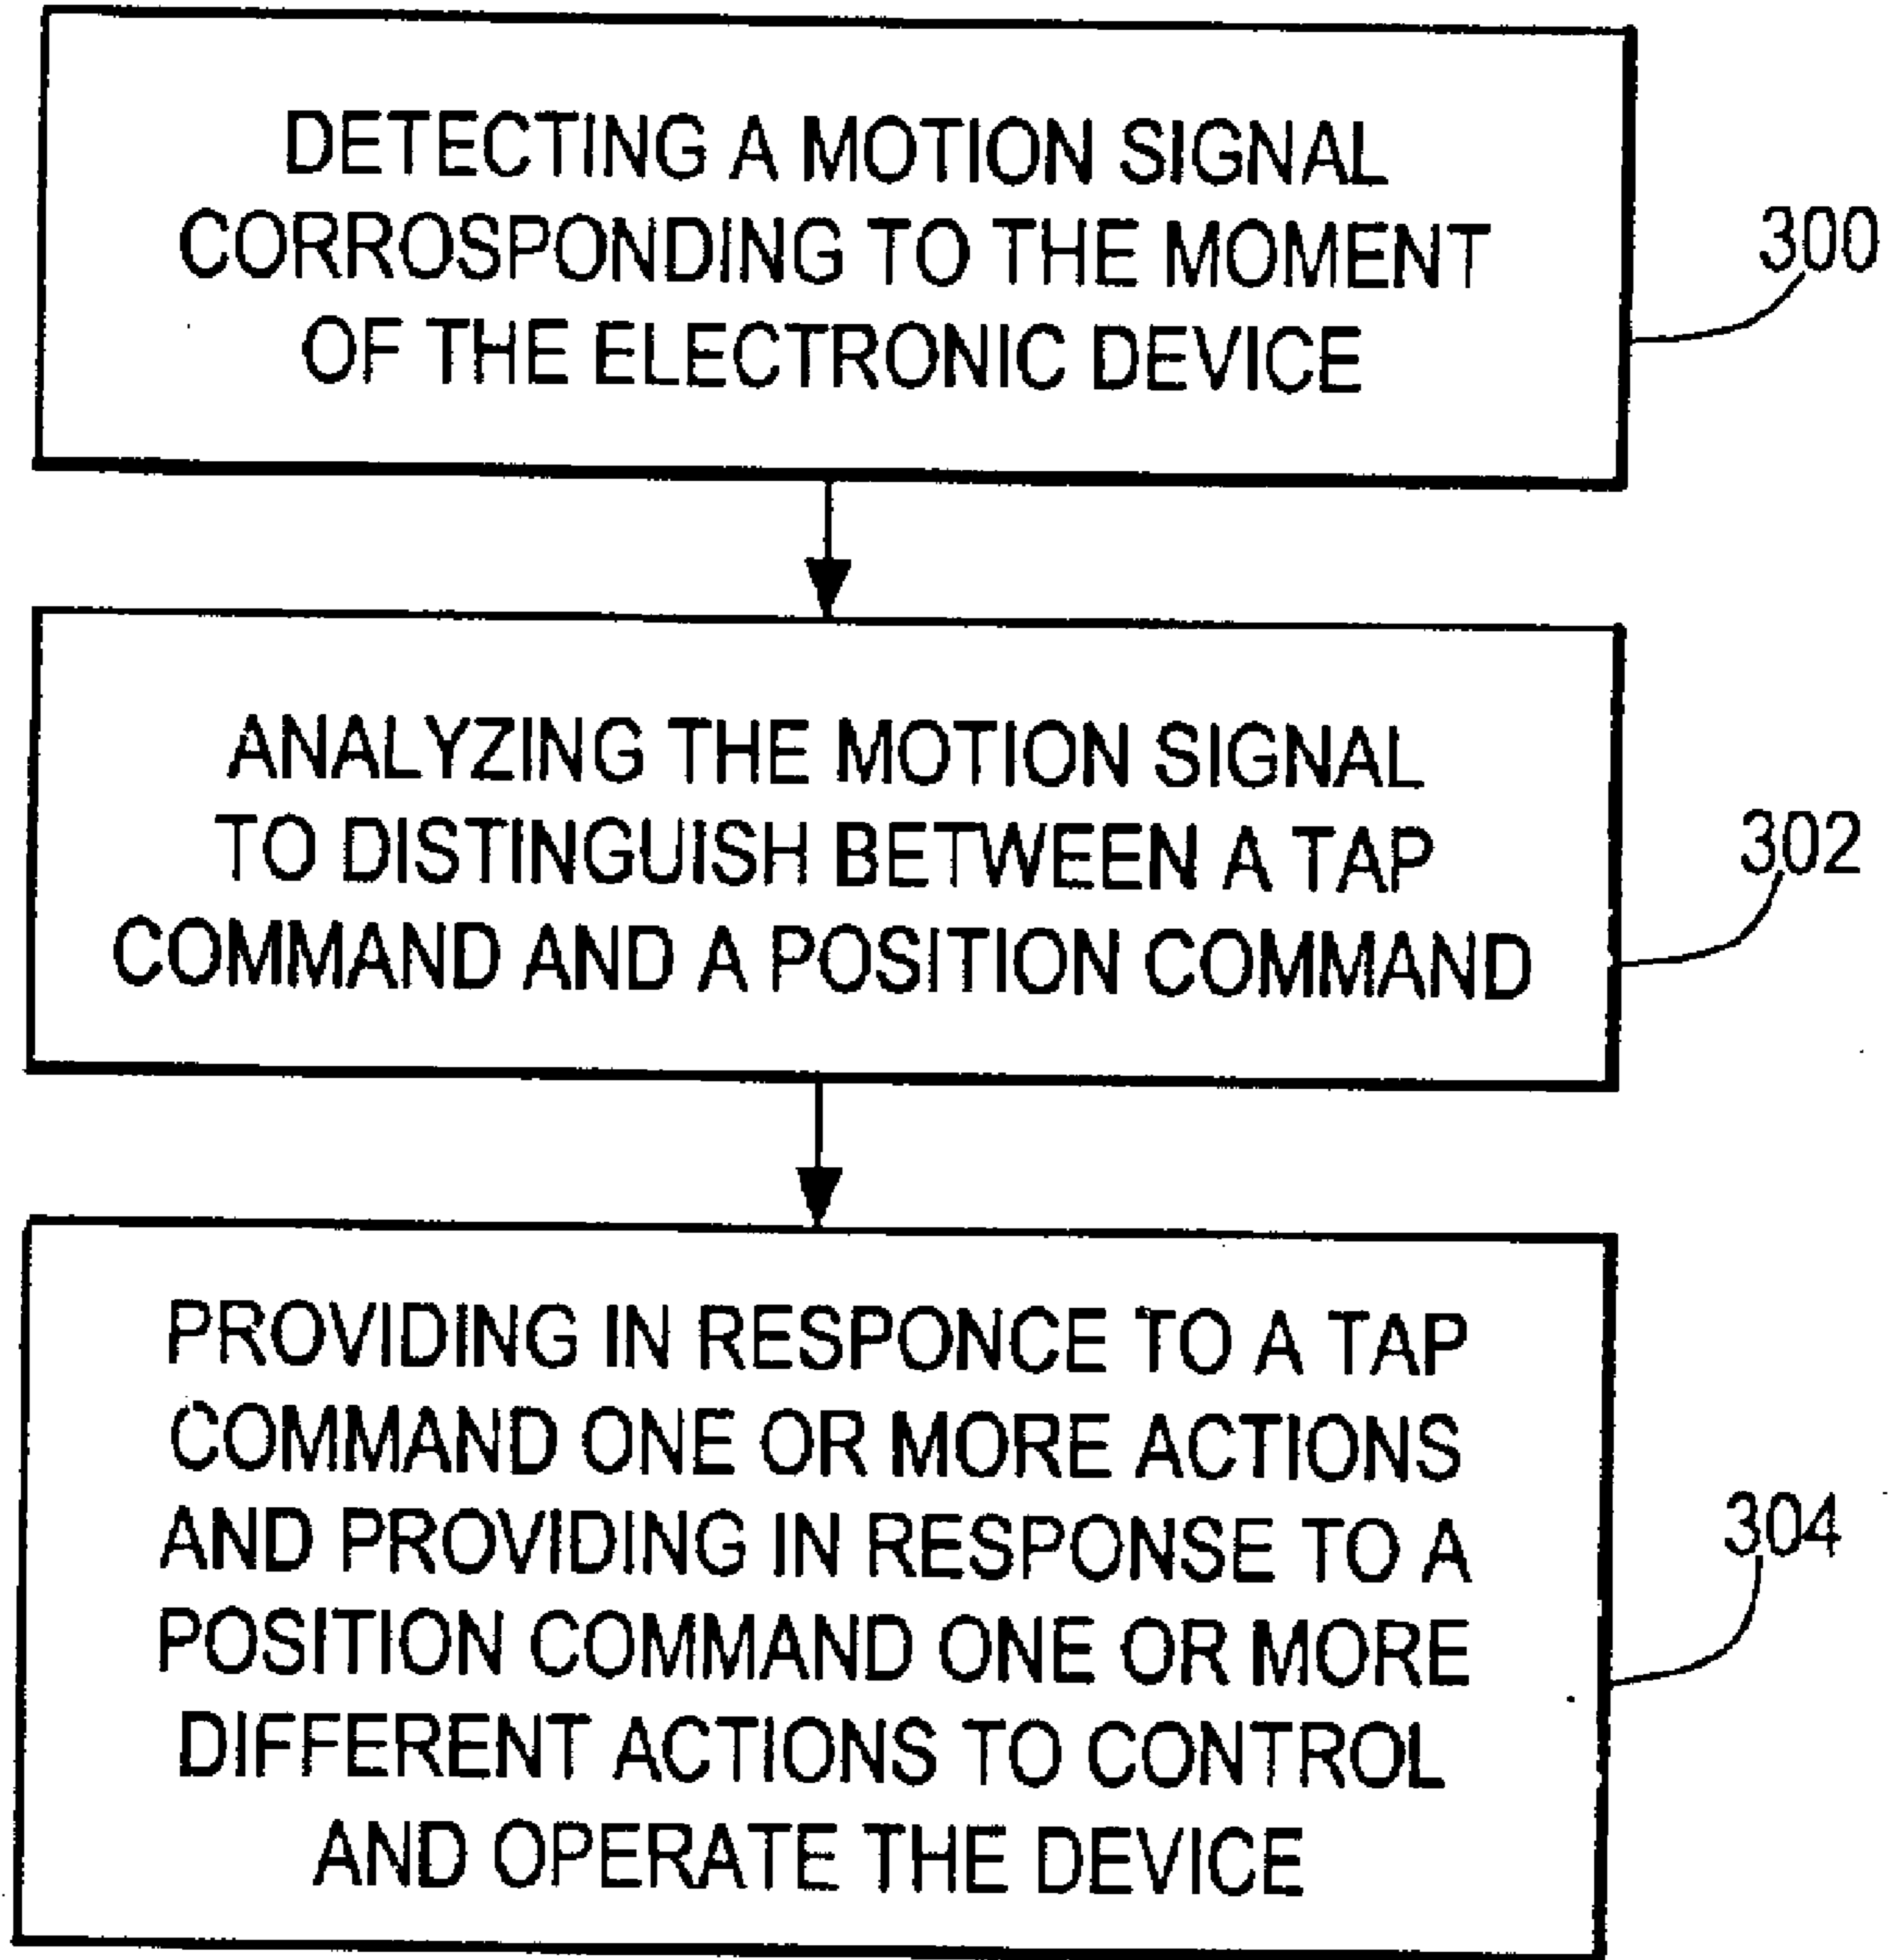 DETECTING A MOTION SIGNAL
CORROSPONDING TO THE MOMENT
OF THE ELECTRONIC DEVICE
300
ANALYZING THE MOTION SIGNAL
TO DISTINGUISH BETWEEN A TAP
COMMAND AND A POSITION COMMAND
302
PROVIDING IN RESPONCE TO A TAP
COMMAND ONE OR MORE ACTIONS
AND PROVIDING IN RESPONSE TO A
POSITION COMMAND ONE OR MORE
DIFFERENT ACTIONS TO CONTROL
AND OPERATE THE DEVICE
304